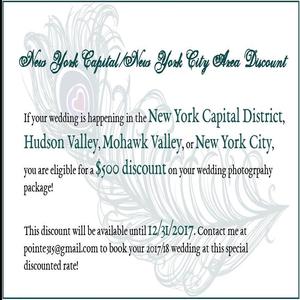 New York Capital/New York City Area Discount
If your wedding is happening in the New York Capital District,
Hudson Valley, Mohawk Valley, or New York City,
you are eligible for a $500 discount on your wedding photogrpahy
package!
This discount will be available until 12/31/2017. Contact me at
pointe315@gmail.com to book your 2017/18 wedding at this special
discounted rate!